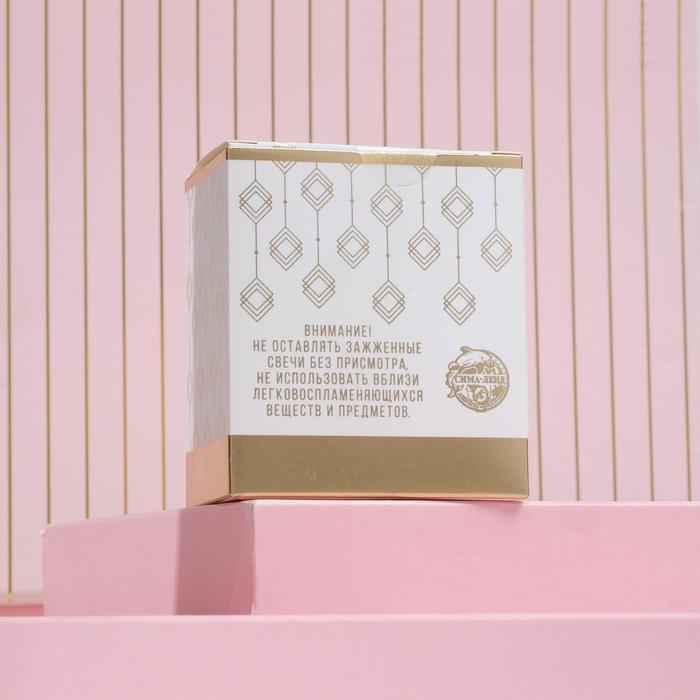 ВНИМАНИЕ!
НЕ ОСТАВЛЯТЬ ЗАЖЖЕННЫЕ
СВЕЧИ БЕЗ ПРИСМОТРА,
НЕ ИСПОЛЬЗОВАТЬ ВБЛИЗИ
ЛЕГКОВОСПЛАМЕНЯЮЩИХСЯ
ВЕЩЕСТВ И ПРЕДМЕТОВ.
СИМА-ЛЕНД